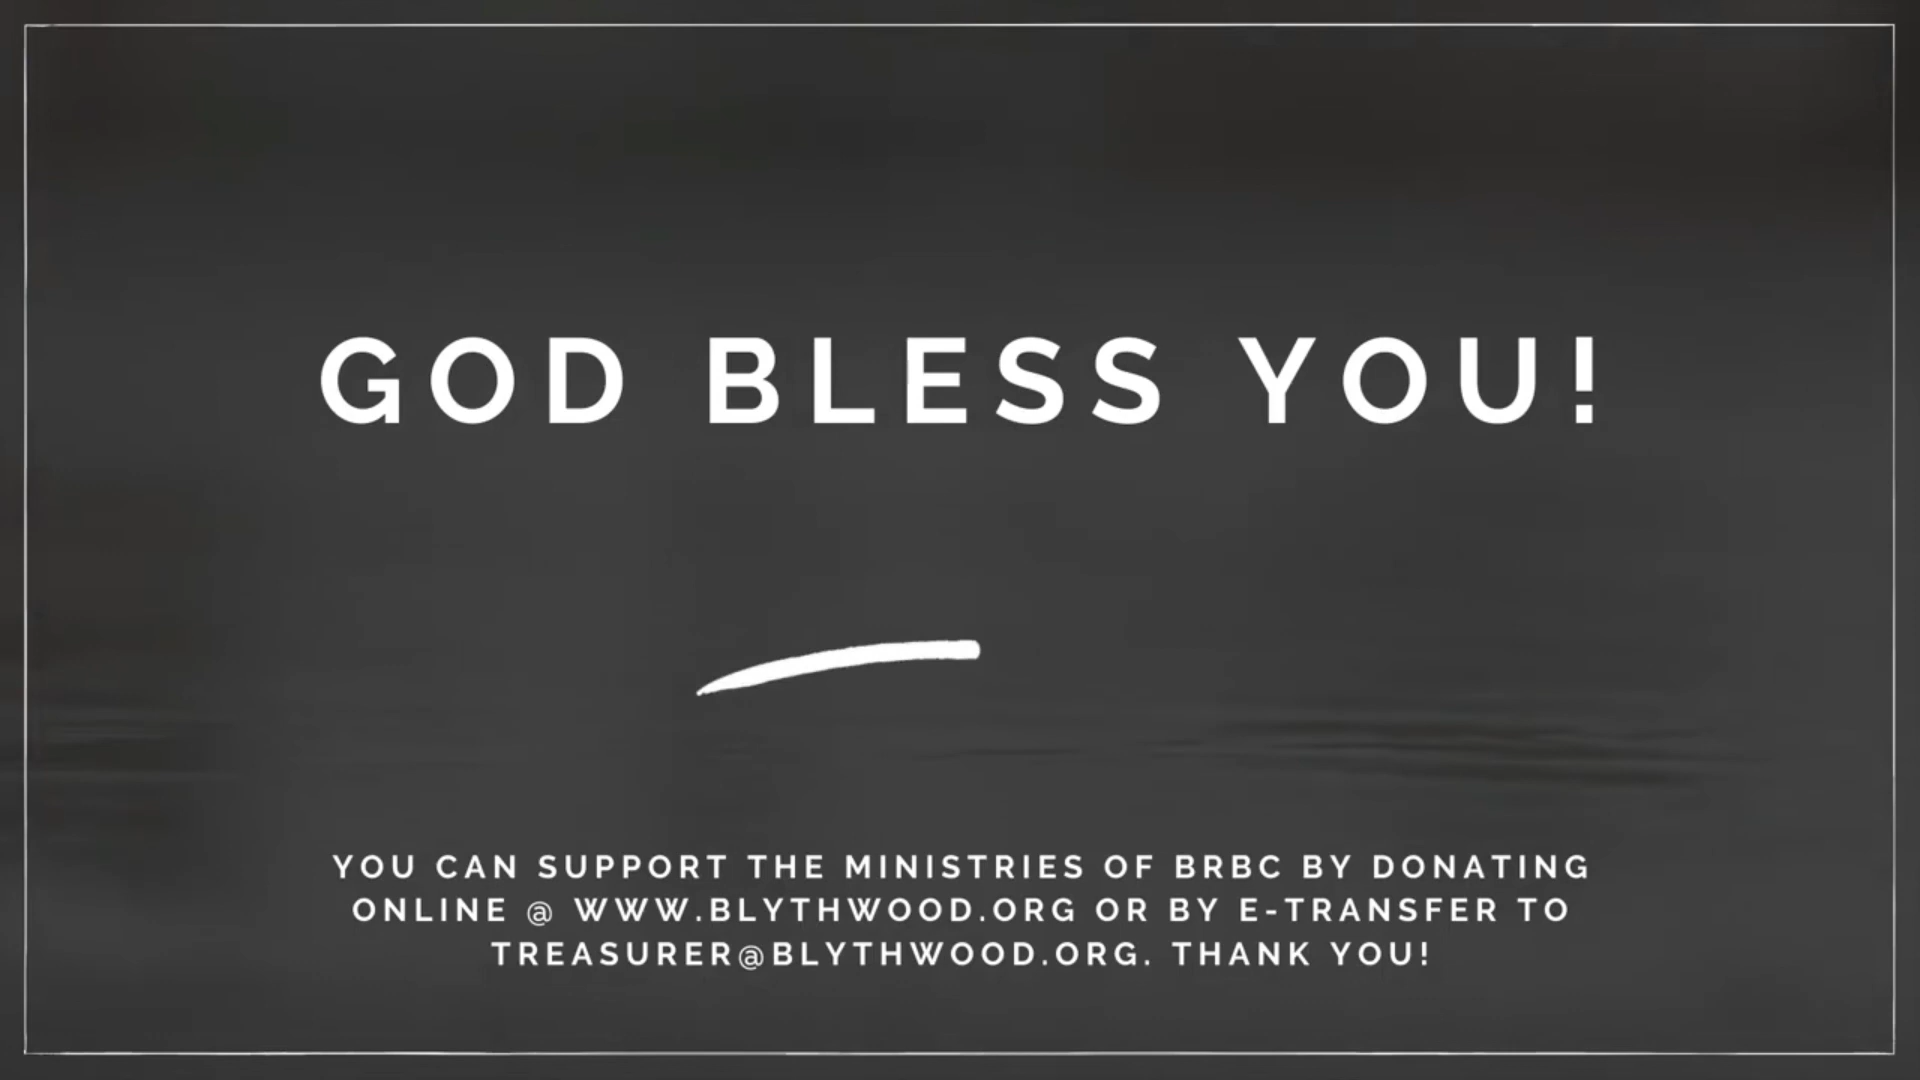 GOD BLESS YOU!
YOU CAN SUPPORT THE MINISTRIES OF BRBC BY DONATING
ONLINE @ WWW.BLYTHWOOD.ORG OR BY E-TRANSFER TO
TREASURER@BLYTHWOOD.ORG. THANK YOU!